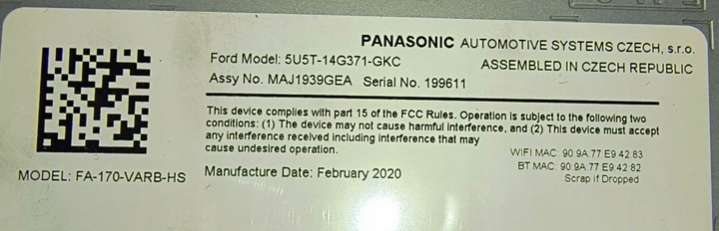 PANASONIC AUTOMOTIVE SYSTEMS CZECH, s.r.o.
Ford Model: 5U5T-14G371-GKC
ASSEMBLED IN CZECH REPUBLIC
Assy No. MAJ1939GEA Serial No. 199611
This device complies with part 15 of the FCC Rules. Operation is subject to the following two
conditions: (1) The device may not cause harmful interference, and (2) This device must accept
any interference received including interference that may
cause undesired operation.
WIFI MAC: 90 9A 77 E9 42 83
BT MAC: 90 9A 77 E9 42 82
Scrap if Dropped
MODEL: FA-170-VARB-HS
Manufacture Date: February 2020